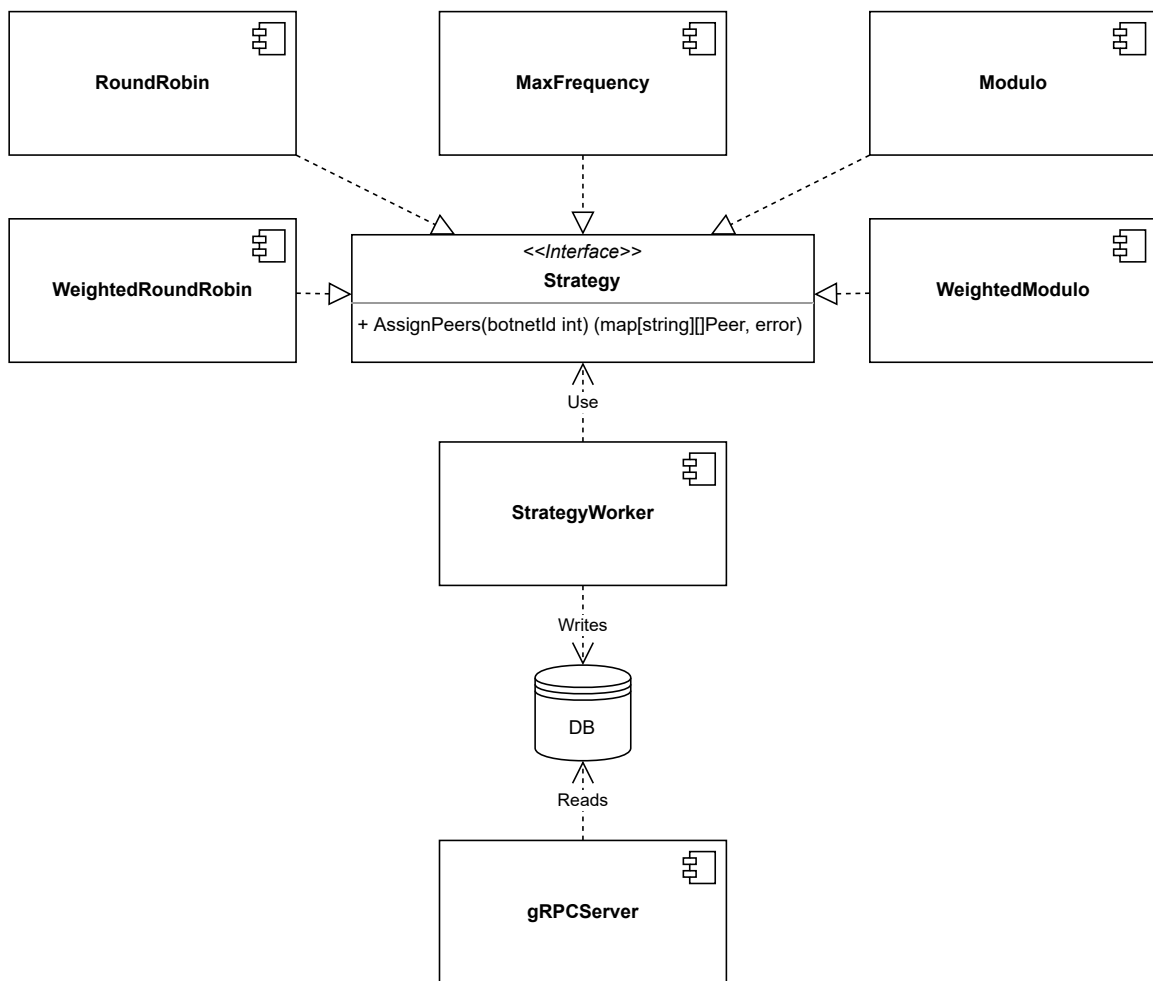 RoundRobin
MaxFrequency
Modulo
WeightedRoundRobin
<<Interface>>
Strategy
+ AssignPeers(botnetId int) (map[string][]Peer, error)
WeightedModulo
Use
StrategyWorker
Writes
DB
Reads
gRPCServer